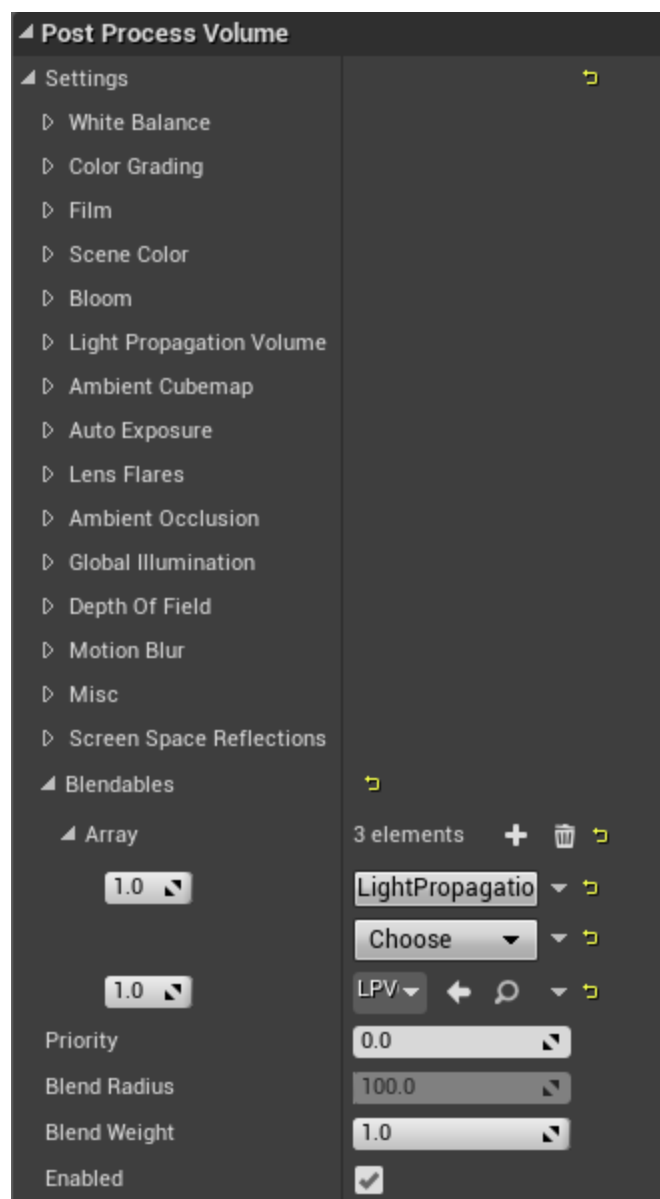 Post Process Volume
Settings
White Balance
Color Grading
Film
Scene Color
Bloom
Light Propagation Volume
Ambient Cubemap
Auto Exposure
Lens Flares
Ambient Occlusion
Global Illumination
Depth Of Field
Motion Blur
Misc
Screen Space Reflections
Blendables
Array 3 elements
1.0 LightPropagatio
Choose
1.0 LPV
Priority 0.0
Blend Radius 100.0
Blend Weight 1.0
Enabled